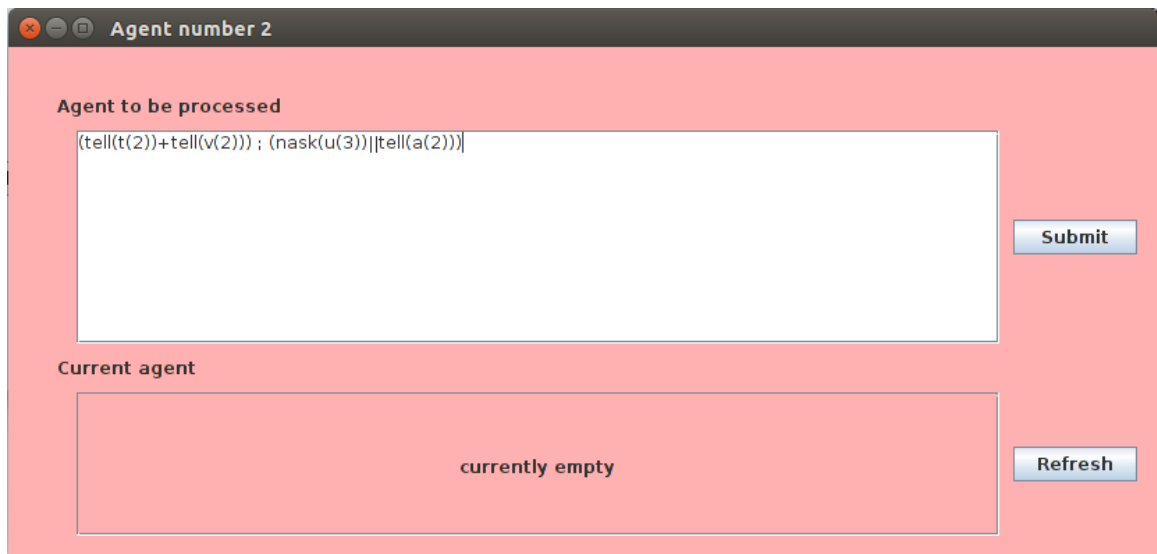 Agent number 2
Agent to be processed
(tell(t(2))+tell(v(2))) ; (nask(u(3))||tell(a(2)))
Submit
Current agent
currently empty
Refresh